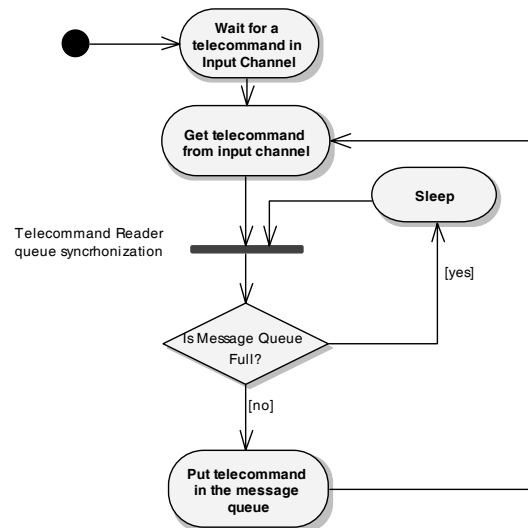 Wait for a
telecommand in
Input Channel
Get telecommand
from input channel
Sleep
Telecommand Reader
queue syncrhonization
[yes]
Is Message Queue
Full?
[no]
Put telecommand
in the message
queue